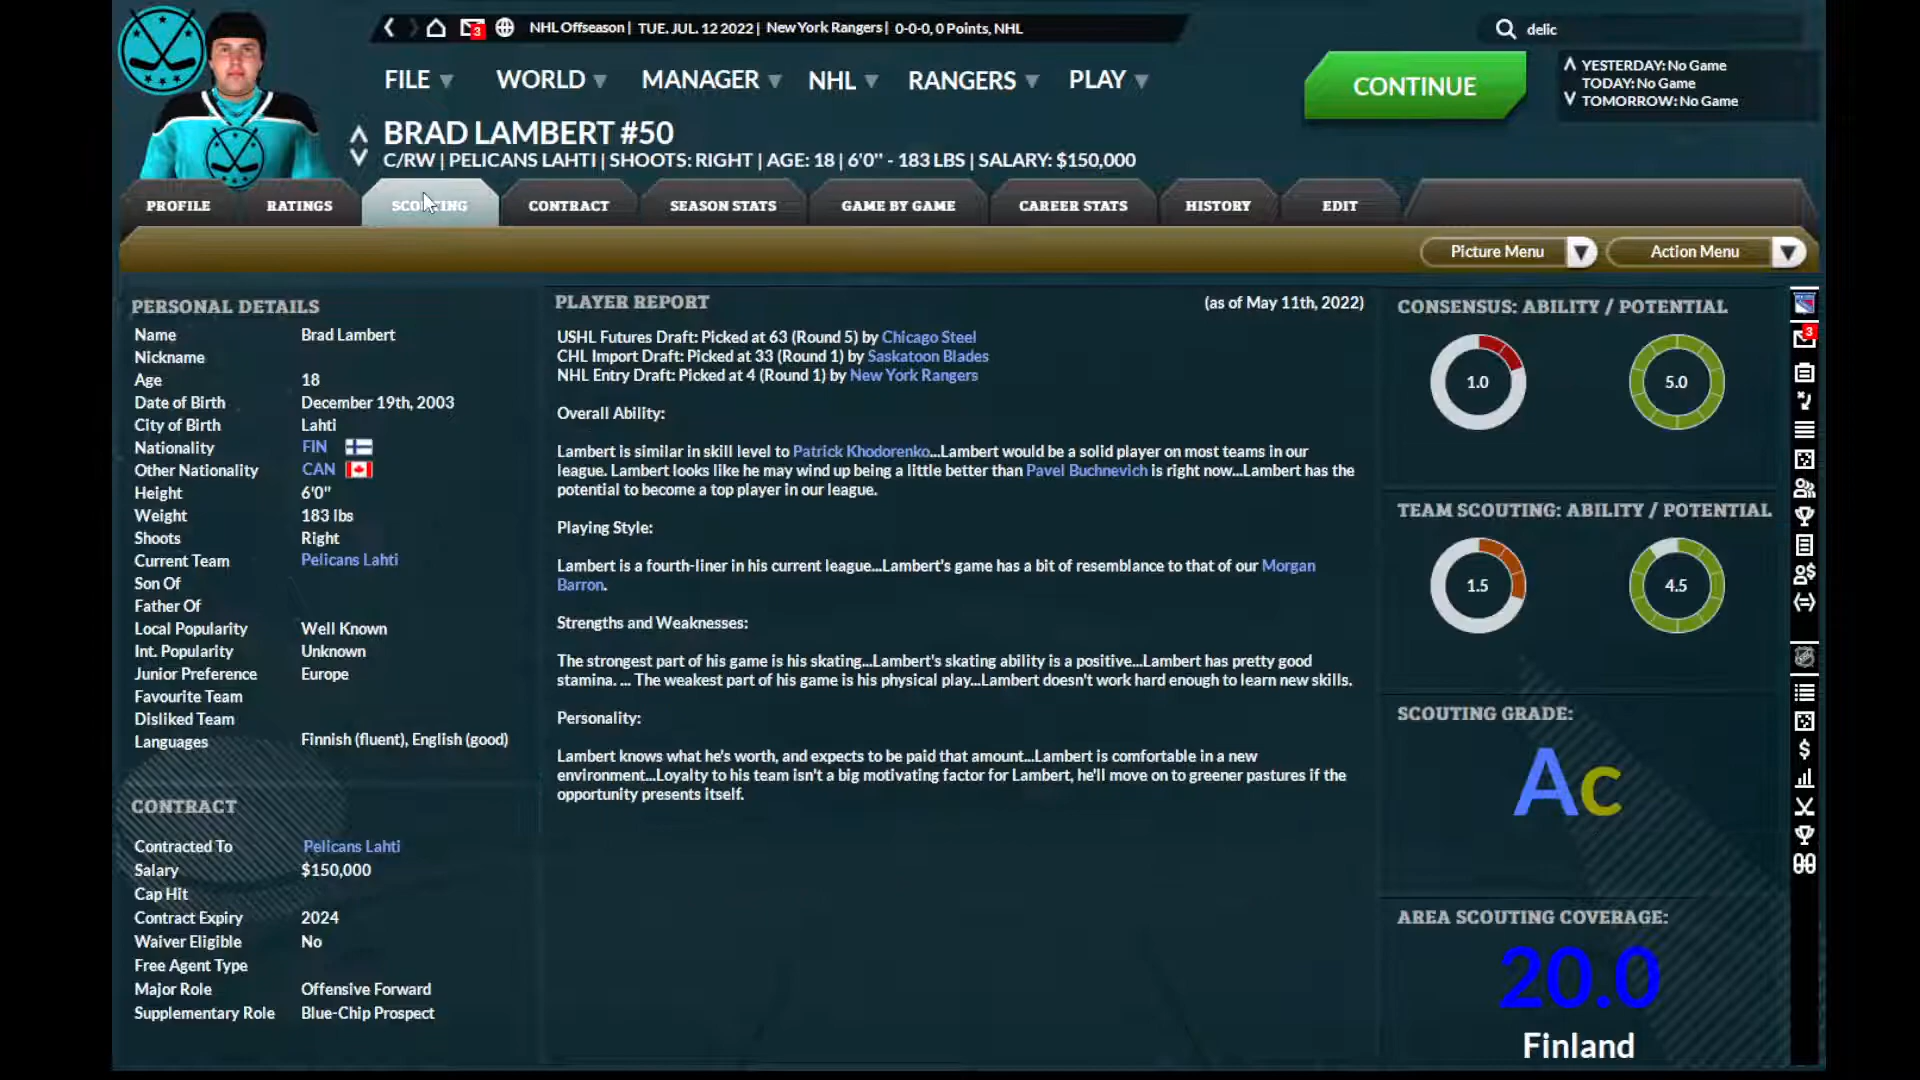 3
NHL Offseason | TUE. JUL. 12 2022 | New York Rangers | 0-0-0, 0 Points, NHL
delic
FILE WORLD MANAGER NHL RANGERS PLAY
CONTINUE
YESTERDAY: No Game
TODAY: No Game
TOMORROW: No Game
BRAD LAMBERT #50
C/RW | PELICANS LAHTI | SHOOTS: RIGHT | AGE: 18 | 6'0" - 183 LBS | SALARY: $150,000
PROFILE RATINGS SCOUTING CONTRACT SEASON STATS GAME BY GAME CAREER STATS HISTORY EDIT
Picture Menu Action Menu
PERSONAL DETAILS
Name Brad Lambert
Nickname
Age 18
Date of Birth December 19th, 2003
City of Birth Lahti
Nationality FIN
Other Nationality CAN
Height 6'0"
Weight 183 lbs
Shoots Right
Current Team Pelicans Lahti
Son Of
Father Of
Local Popularity Well Known
Int. Popularity Unknown
Junior Preference Europe
Favourite Team
Disliked Team
Languages Finnish (fluent), English (good)
CONTRACT
Contracted To Pelicans Lahti
Salary $150,000
Cap Hit
Contract Expiry 2024
Waiver Eligible No
Free Agent Type
Major Role Offensive Forward
Supplementary Role Blue-Chip Prospect
PLAYER REPORT (as of May 11th, 2022)
USHL Futures Draft: Picked at 63 (Round 5) by Chicago Steel
CHL Import Draft: Picked at 33 (Round 1) by Saskatoon Blades
NHL Entry Draft: Picked at 4 (Round 1) by New York Rangers
Overall Ability:
Lambert is similar in skill level to Patrick Khodorenko...Lambert would be a solid player on most teams in our
league. Lambert looks like he may wind up being a little better than Pavel Buchnevich is right now...Lambert has the
potential to become a top player in our league.
Playing Style:
Lambert is a fourth-liner in his current league...Lambert's game has a bit of resemblance to that of our Morgan
Barron.
Strengths and Weaknesses:
The strongest part of his game is his skating...Lambert's skating ability is a positive...Lambert has pretty good
stamina. ... The weakest part of his game is his physical play...Lambert doesn't work hard enough to learn new skills.
Personality:
Lambert knows what he's worth, and expects to be paid that amount...Lambert is comfortable in a new
environment...Loyalty to his team isn't a big motivating factor for Lambert, he'll move on to greener pastures if the
opportunity presents itself.
CONSENSUS: ABILITY / POTENTIAL
1.0 5.0
TEAM SCOUTING: ABILITY / POTENTIAL
1.5 4.5
SCOUTING GRADE:
Ac
AREA SCOUTING COVERAGE:
20.0
Finland
3